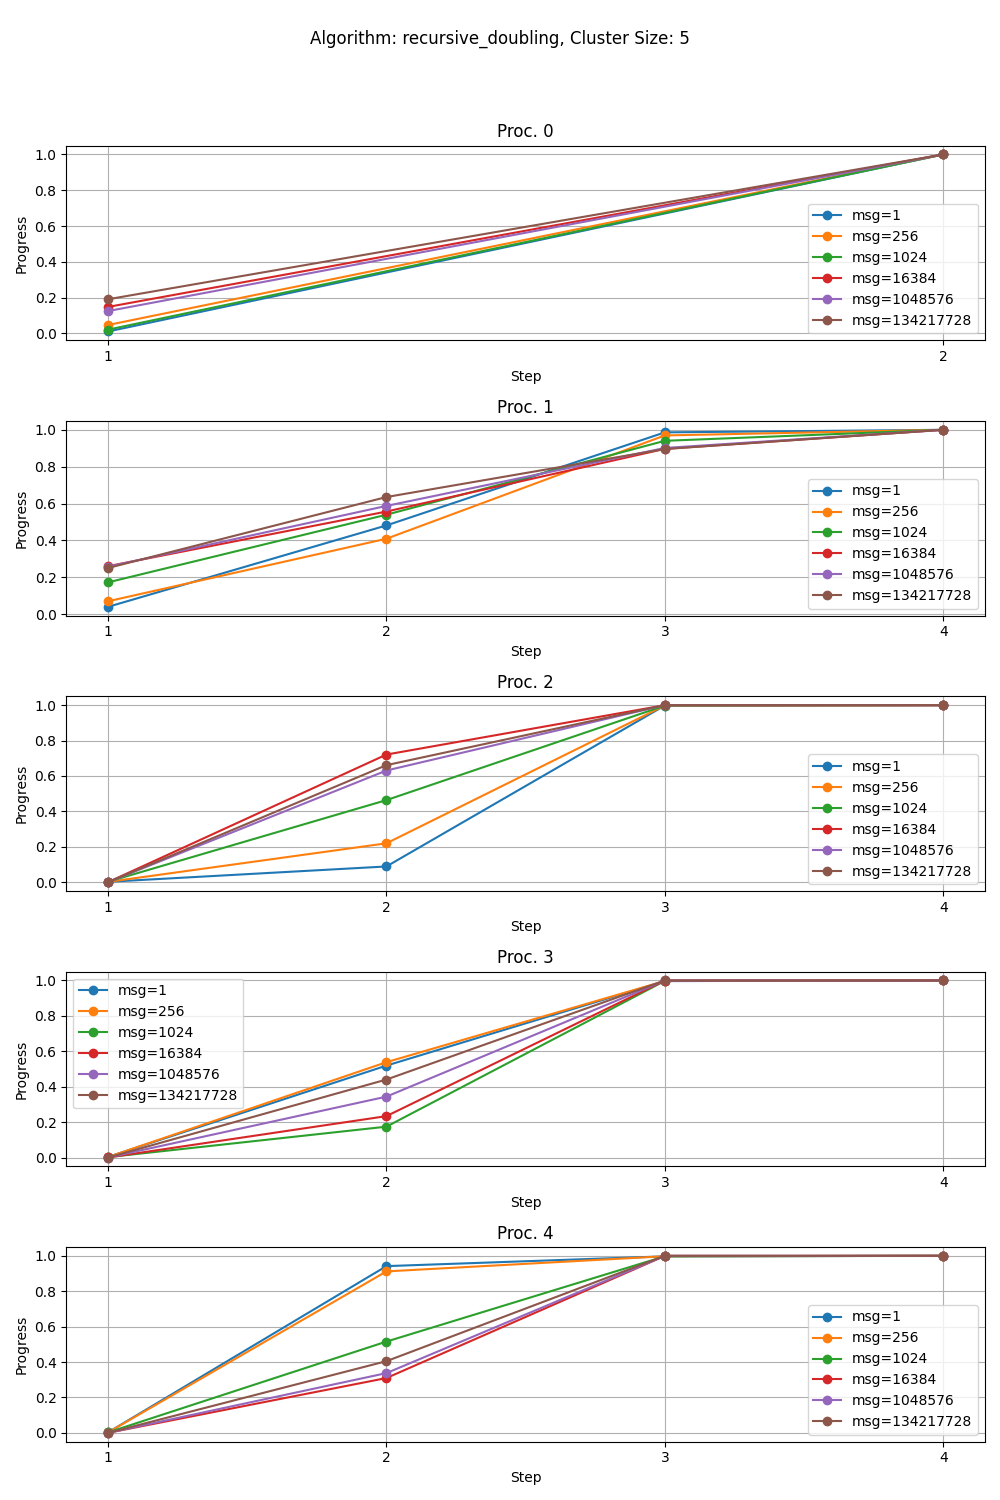 Algorithm: recursive_doubling, Cluster Size: 5
Proc. 0
Progress
1.0
0.8
0.6
0.4
0.2
0.0
msg=1
msg=256
msg=1024
msg=16384
msg=1048576
msg=134217728
1 2
Step
Proc. 1
Progress
1.0
0.8
0.6
0.4
0.2
0.0
msg=1
msg=256
msg=1024
msg=16384
msg=1048576
msg=134217728
1 2 3 4
Step
Proc. 2
Progress
1.0
0.8
0.6
0.4
0.2
0.0
msg=1
msg=256
msg=1024
msg=16384
msg=1048576
msg=134217728
1 2 3 4
Step
Proc. 3
Progress
1.0
0.8
0.6
0.4
0.2
0.0
msg=1
msg=256
msg=1024
msg=16384
msg=1048576
msg=134217728
1 2 3 4
Step
Proc. 4
Progress
1.0
0.8
0.6
0.4
0.2
0.0
msg=1
msg=256
msg=1024
msg=16384
msg=1048576
msg=134217728
1 2 3 4
Step